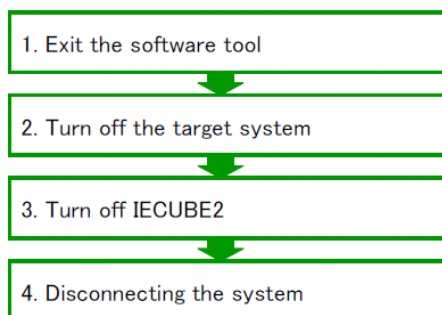 1. Exit the software tool
2. Turn off the target system
3. Turn off IECUBE2
4. Disconnecting the system